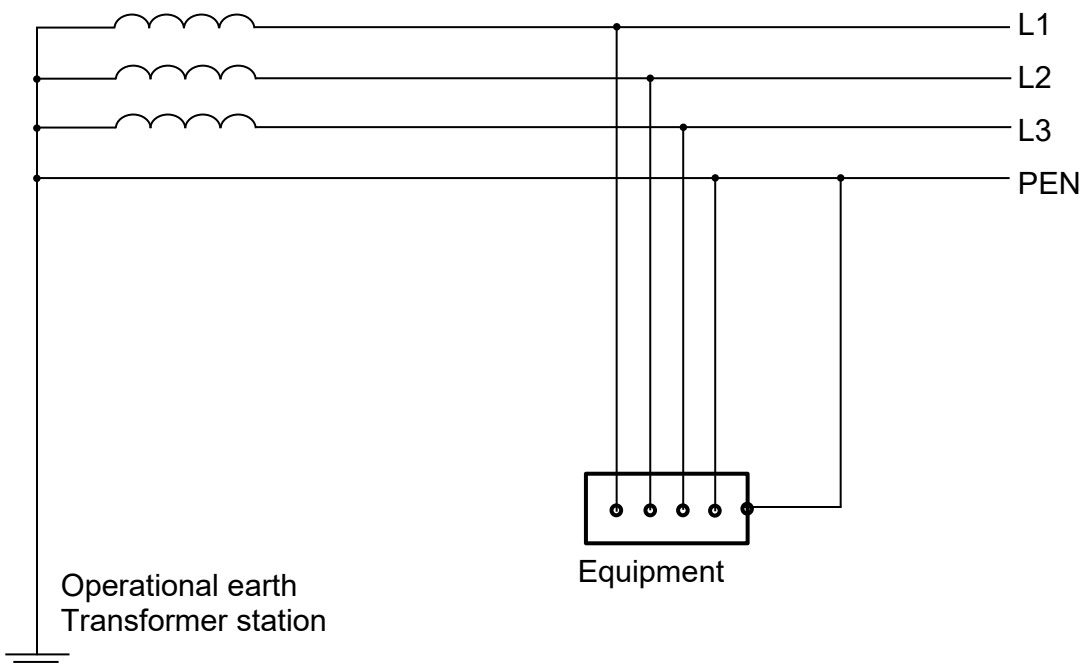 L1
L2
L3
PEN
Equipment
Operational earth
Transformer station